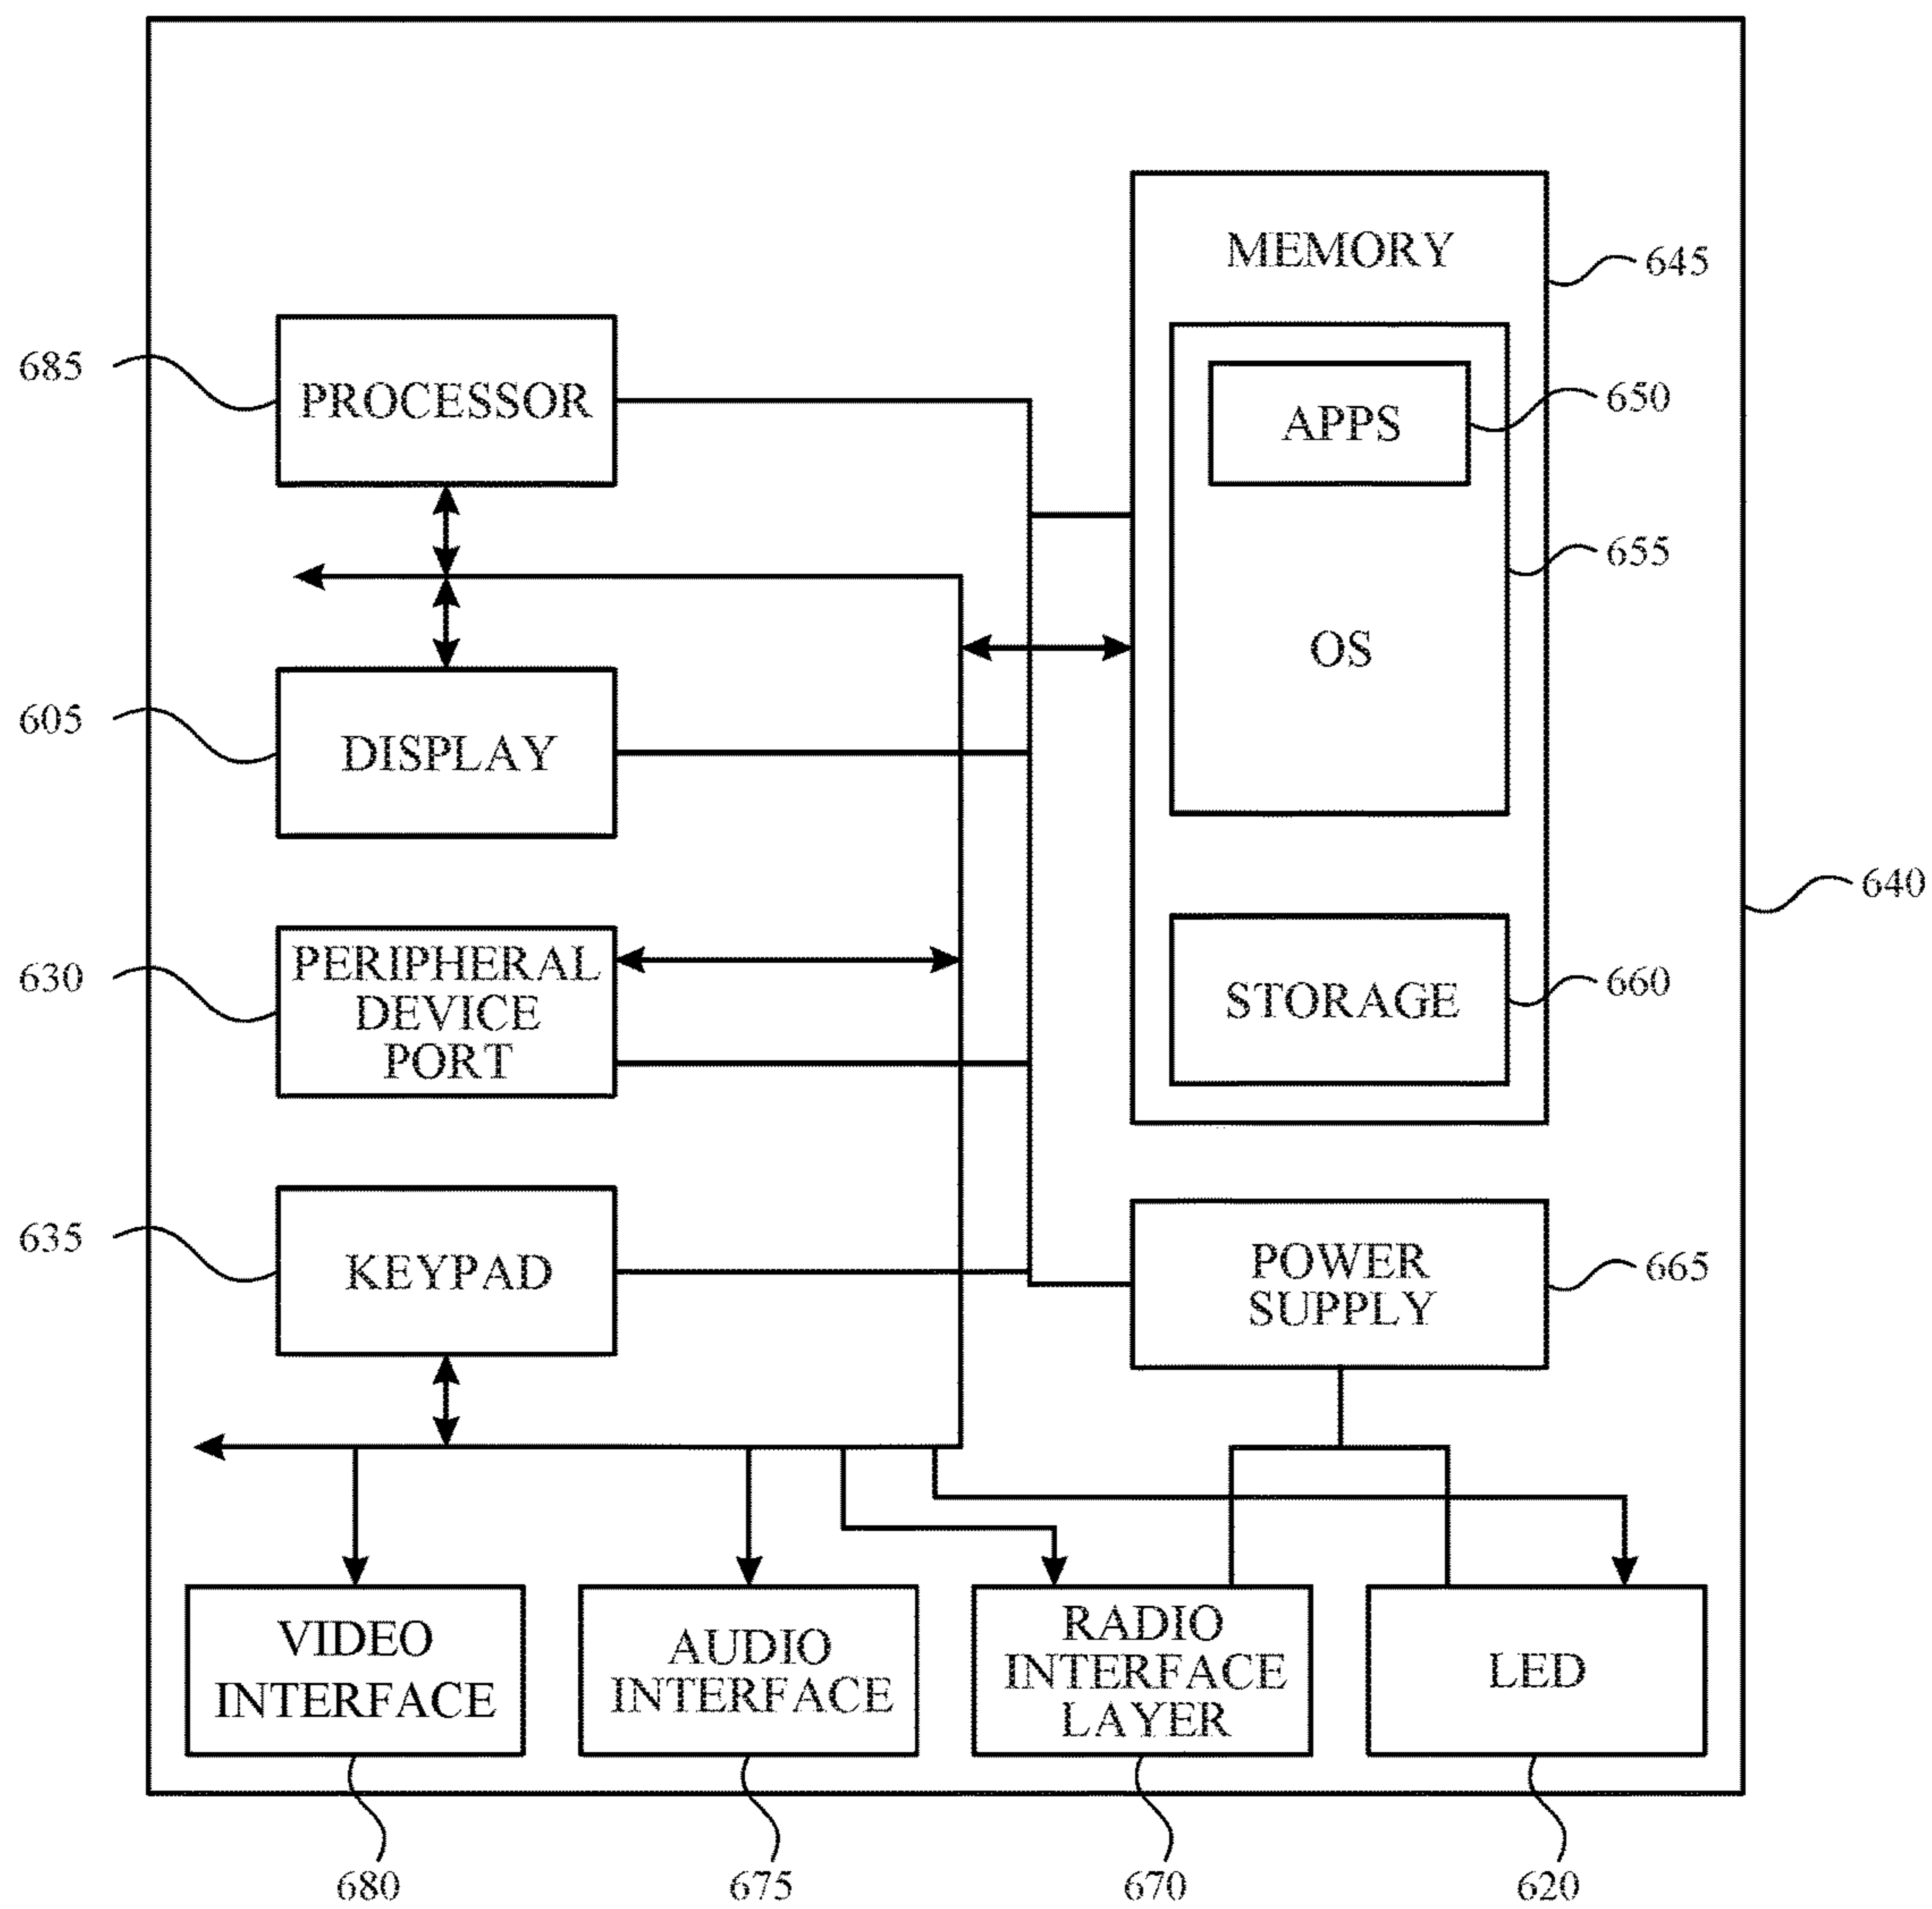 MEMORY
645
685
PROCESSOR
APPS
650
655
OS
605
DISPLAY
640
630
PERIPHERAL
DEVICE
PORT
STORAGE
660
635
KEYPAD
POWER
SUPPLY
665
VIDEO
INTERFACE
AUDIO
INTERFACE
RADIO
INTERFACE
LAYER
LED
680
675
670
620